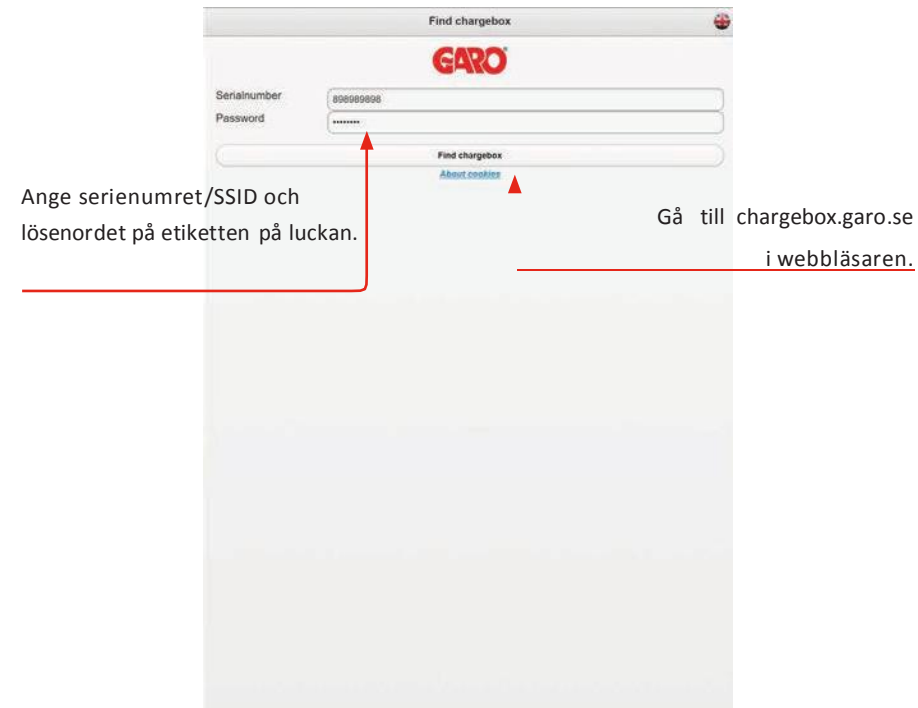 Find chargebox
GARO
Serialnumber
898989898
Password
••••••••
Find chargebox
About cookies
Ange serienumret/SSID och
lösenordet på etiketten på luckan.
Gå till chargebox.garo.se
i webbläsaren.